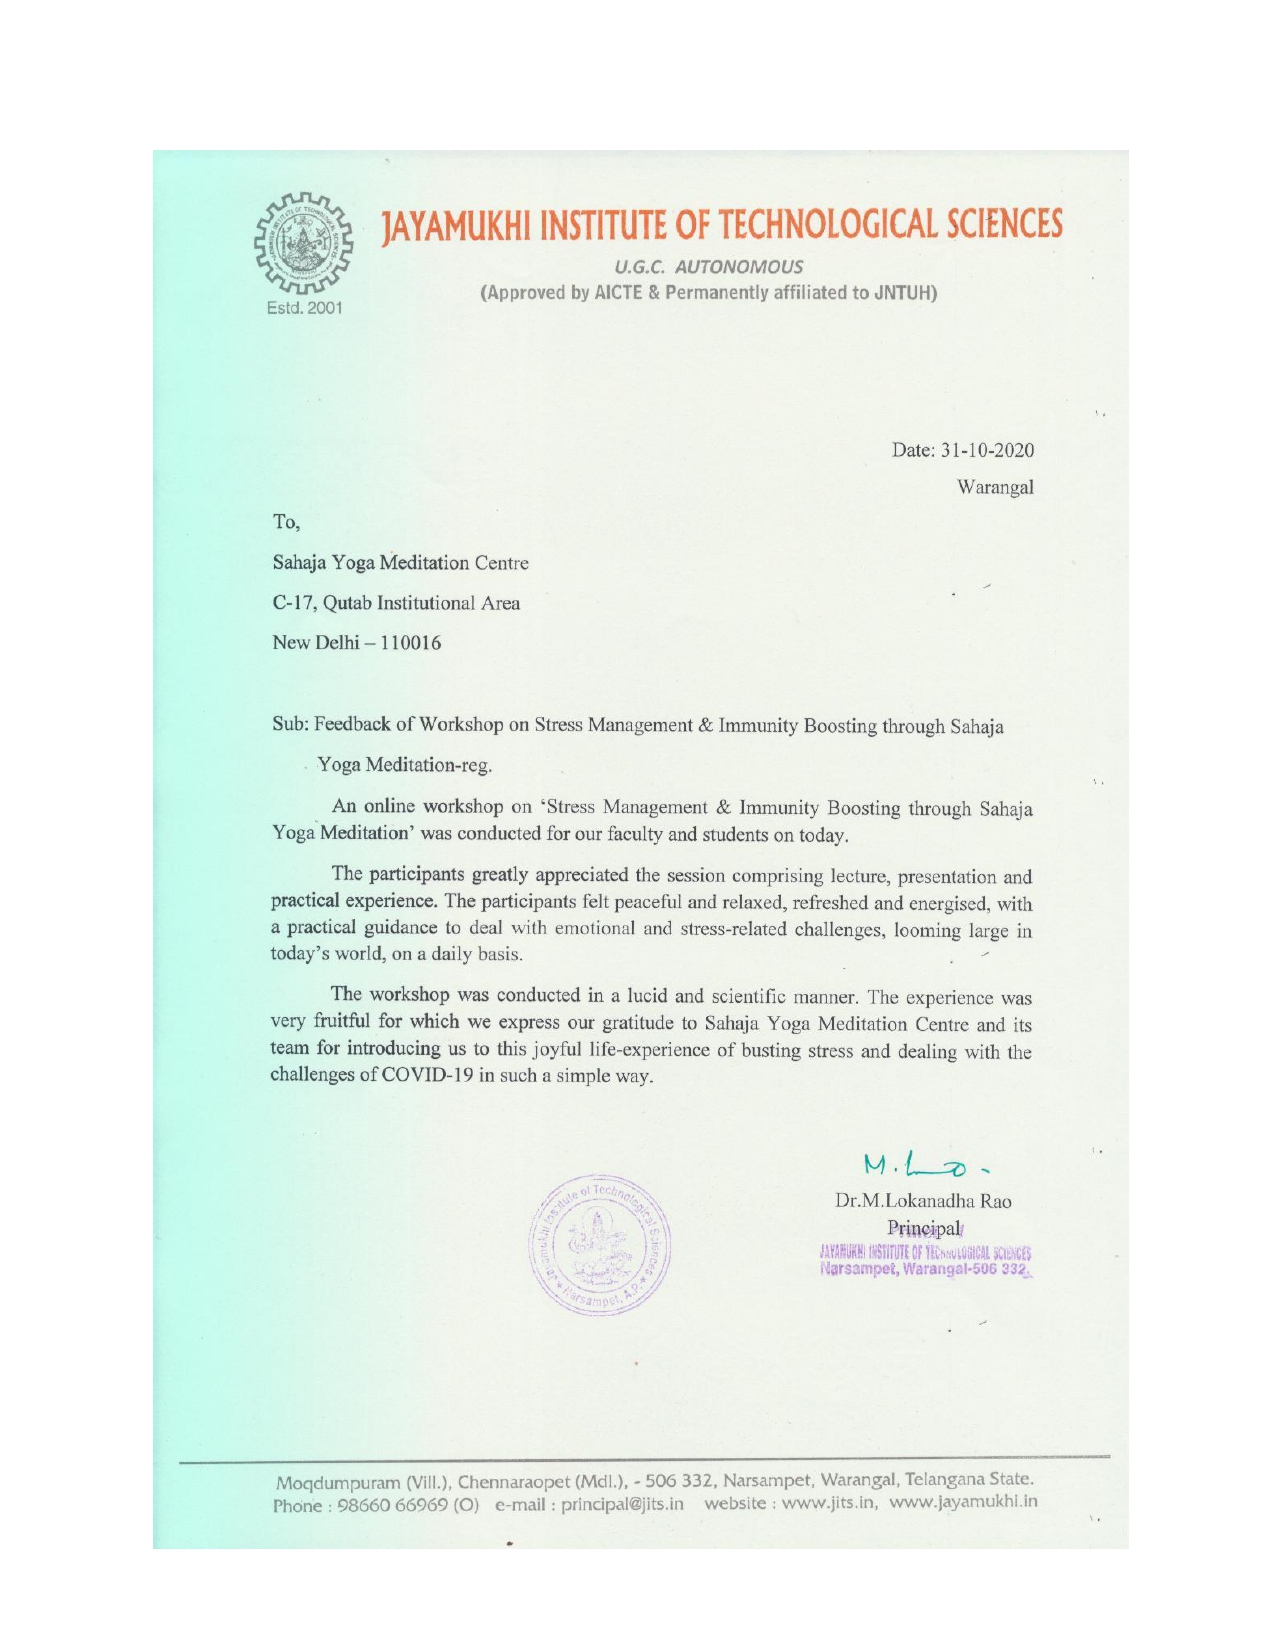 JAYAMUKHI INSTITUTE OF TECHNOLOGICAL SCIENCES
U.G.C. AUTONOMOUS
(Approved by AICTE & Permanently affiliated to JNTUH)
Estd. 2001
Date: 31-10-2020
Warangal
To,
Sahaja Yoga Meditation Centre
C-17, Qutab Institutional Area
New Delhi – 110016
Sub: Feedback of Workshop on Stress Management & Immunity Boosting through Sahaja
Yoga Meditation-reg.
An online workshop on ‘Stress Management & Immunity Boosting through Sahaja
Yoga Meditation’ was conducted for our faculty and students on today.
The participants greatly appreciated the session comprising lecture, presentation and
practical experience. The participants felt peaceful and relaxed, refreshed and energised, with
a practical guidance to deal with emotional and stress-related challenges, looming large in
today’s world, on a daily basis.
The workshop was conducted in a lucid and scientific manner. The experience was
very fruitful for which we express our gratitude to Sahaja Yoga Meditation Centre and its
team for introducing us to this joyful life-experience of busting stress and dealing with the
challenges of COVID-19 in such a simple way.
Jayamukhi Institute of Technological Sciences
Narsampet, A.P.
Dr.M.Lokanadha Rao
Principal
JAYAMUKHI INSTITUTE OF TECHNOLOGICAL SCIENCES
Narsampet, Warangal-506 332.
Moqdumpuram (Vill.), Chennaraopet (Mdl.), - 506 332, Narsampet, Warangal, Telangana State.
Phone : 98660 66969 (O) e-mail : principal@jits.in website : www.jits.in, www.jayamukhi.in